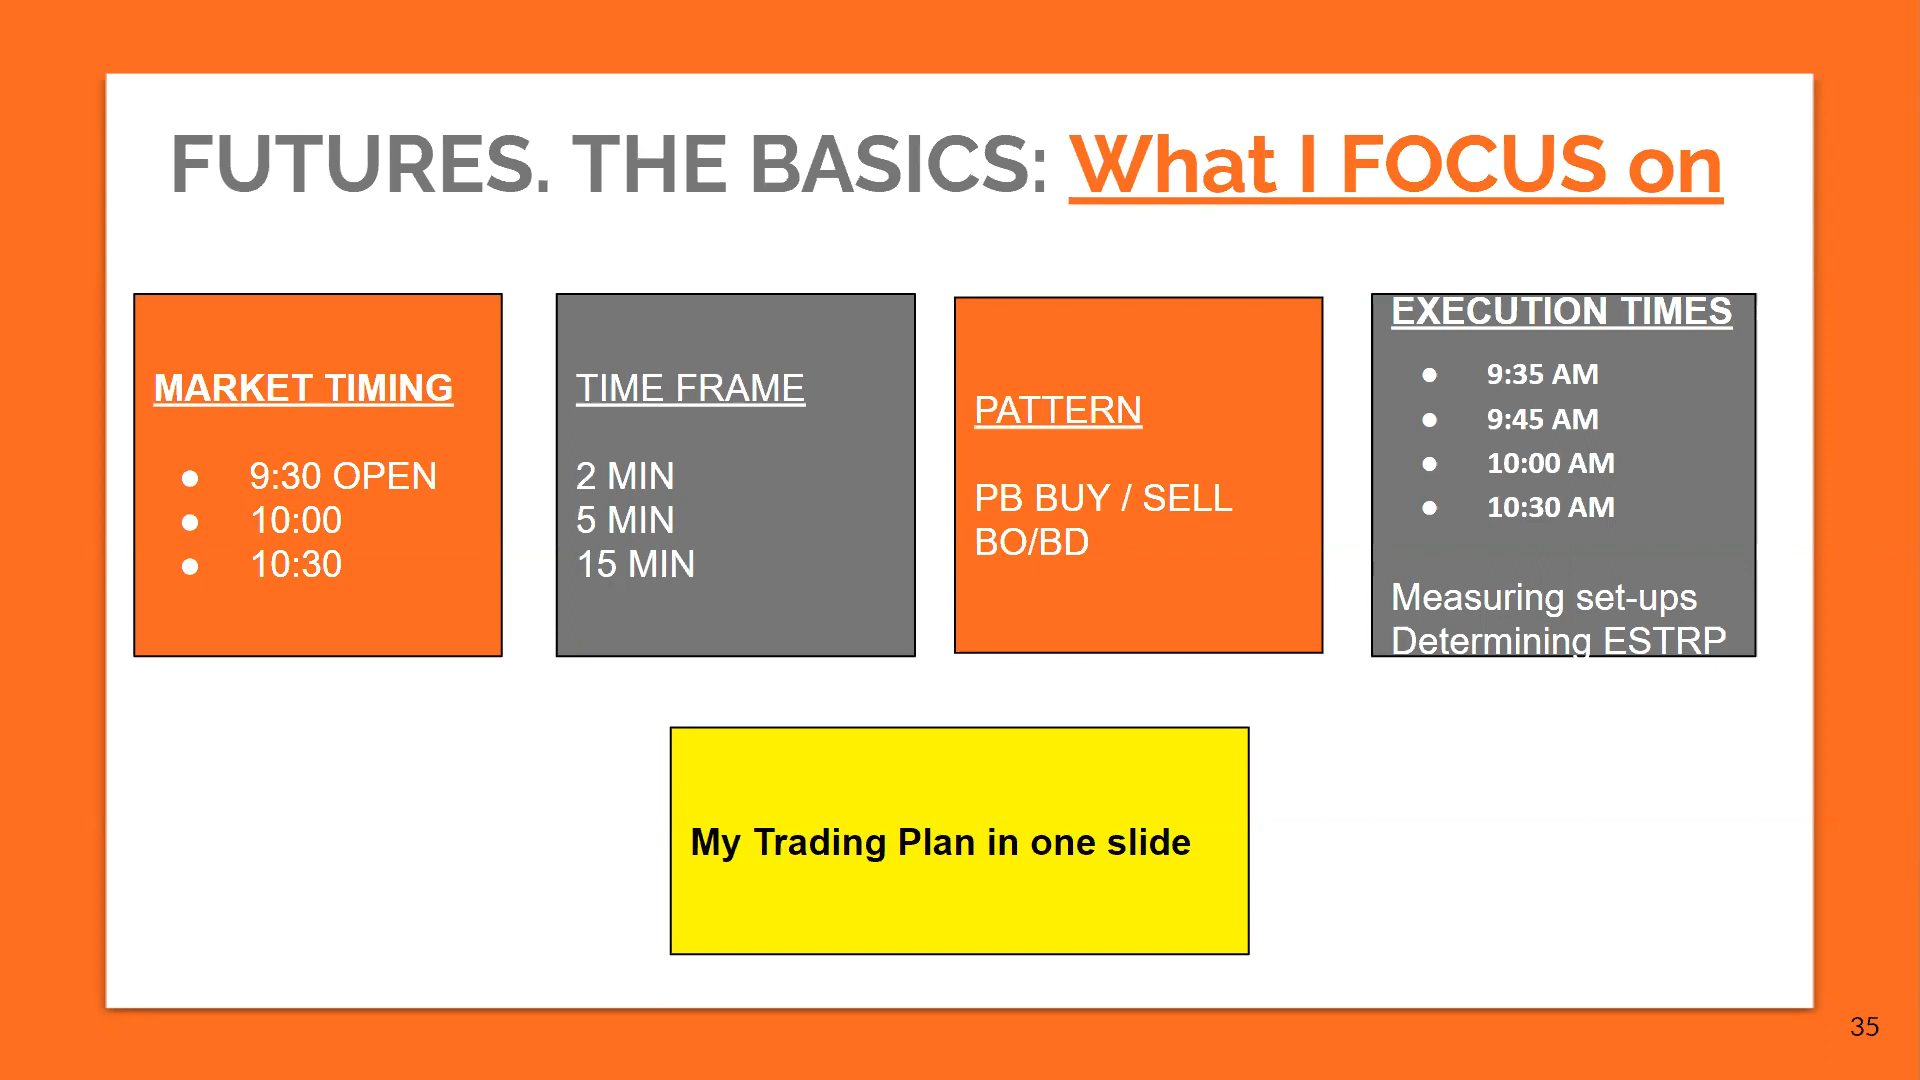 FUTURES. THE BASICS: What I FOCUS on
MARKET TIMING
● 9:30 OPEN
● 10:00
● 10:30
TIME FRAME
2 MIN
5 MIN
15 MIN
PATTERN
PB BUY / SELL
BO/BD
EXECUTION TIMES
● 9:35 AM
● 9:45 AM
● 10:00 AM
● 10:30 AM
Measuring set-ups
Determining ESTRP
My Trading Plan in one slide
35